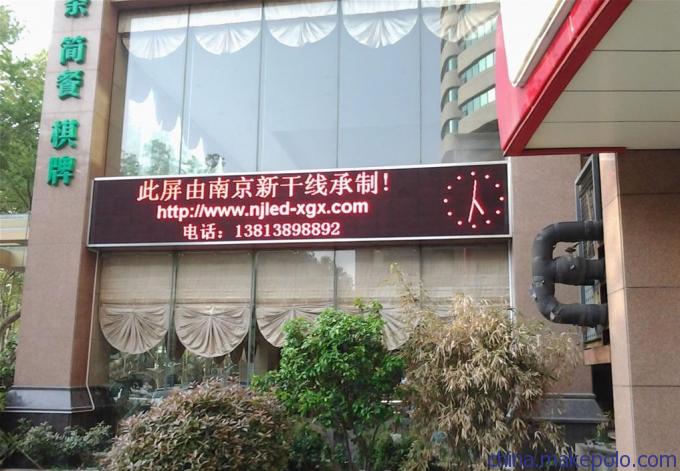 茶 简餐 棋牌
此屏由南京新干线承制!
http://www.njled-xgx.com
电话：13813898892
china.makepolo.com